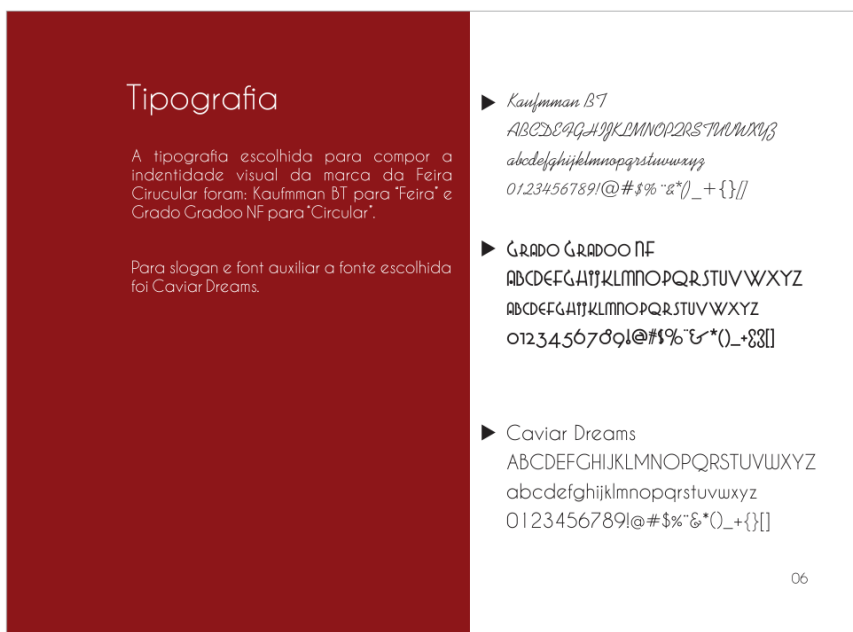 Tipografia
A tipografia escolhida para compor a
indentidade visual da marca da Feira
Cirucular foram: Kaufmman BT para "Feira" e
Grado Gradoo NF para "Circular".
Para slogan e font auxiliar a fonte escolhida
foi Caviar Dreams.
Kaufmman BT
ABCDEFGHIJKLMNOPQRSTUVWXYZ
abcdefghijklmnopqrstuvwxyz
0123456789!@#$%¨&*()_+{}[]
Grado Gradoo NF
ABCDEFGHIJKLMNOPQRSTUVWXYZ
ABCDEFGHIJKLMNOPQRSTUVWXYZ
0123456789!@#$%¨&*()_+{}[]
Caviar Dreams
ABCDEFGHIJKLMNOPQRSTUVWXYZ
abcdefghijklmnopqrstuvwxyz
0123456789!@#$%¨&*()_+{}[]
06